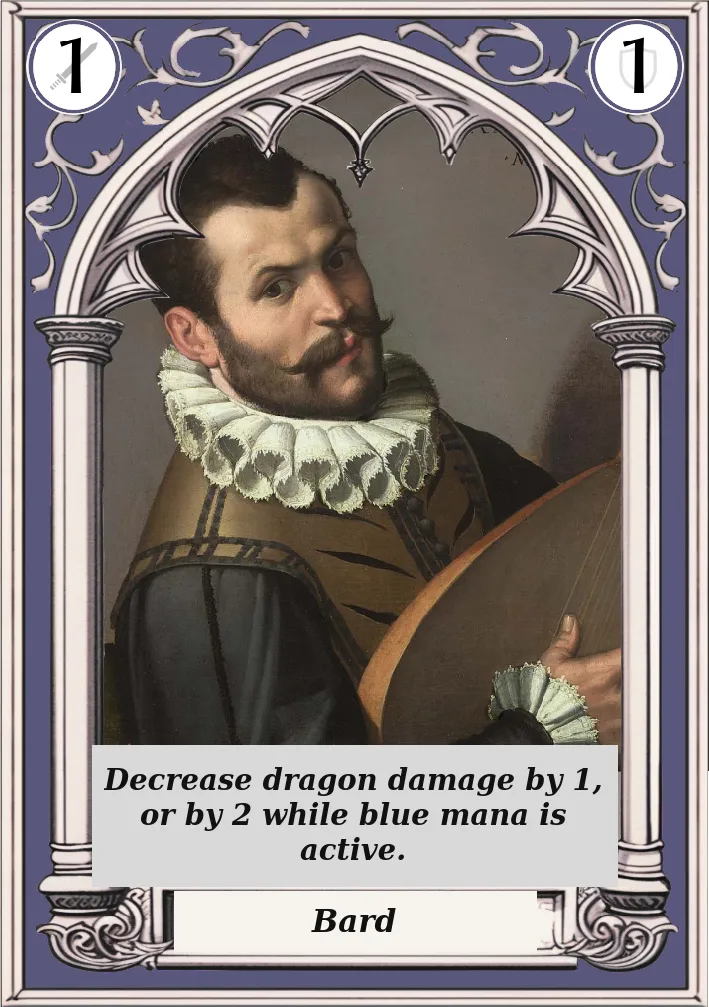 1 1
Decrease dragon damage by 1,
or by 2 while blue mana is
active.
Bard